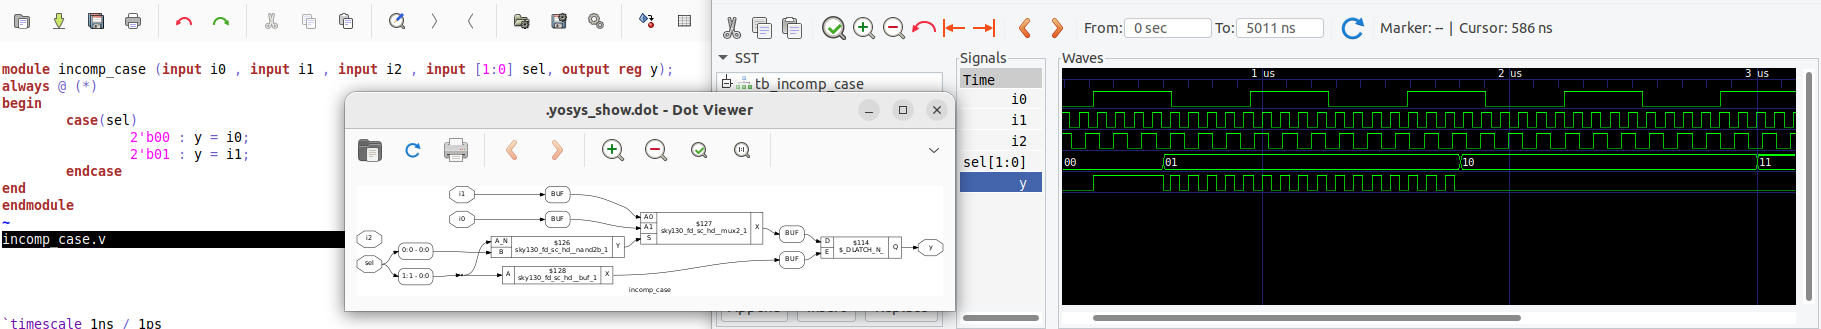 module incomp_case (input i0 , input i1 , input i2 , input [1:0] sel, output reg y);
always @ (*)
begin
case(sel)
2'b00 : y = i0;
2'b01 : y = i1;
endcase
end
endmodule
~
incomp_case.v
`timescale 1ns / 1ps
.yosys_show.dot - Dot Viewer
i1
BUF
i0
BUF
i2
sel
0:0 - 0:0
1:1 - 0:0
A_N
B
$126
sky130_fd_sc_hd__nand2b_1
Y
A
$128
sky130_fd_sc_hd__buf_1
X
A0
A1
S
$127
sky130_fd_sc_hd__mux2_1
X
BUF
BUF
D
E
$114
$_DLATCH_N_
Q
y
incomp_case
From: 0 sec To: 5011 ns Marker: -- | Cursor: 586 ns
SST
tb_incomp_case
Signals
Time
i0
i1
i2
sel[1:0]
y
Waves
1 us 2 us 3 us
00 01 10 11